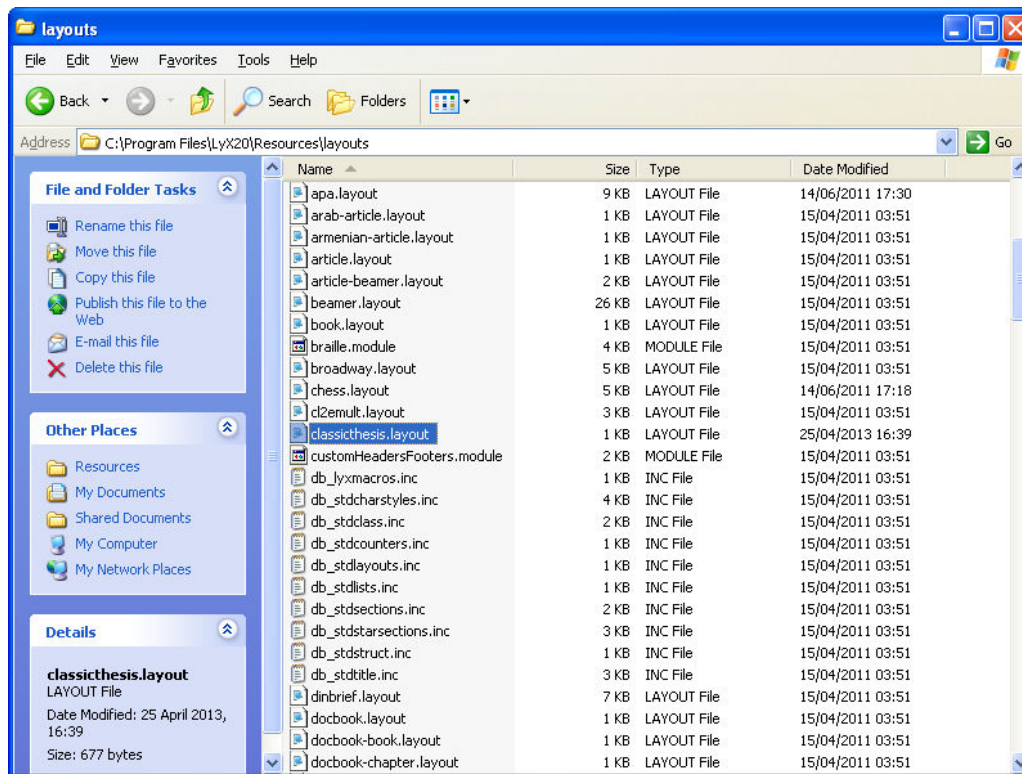 layouts
File Edit View Favorites Tools Help
Back Search Folders
Address C:\Program Files\LyX20\Resources\layouts Go
File and Folder Tasks
Rename this file
Move this file
Copy this file
Publish this file to the
Web
E-mail this file
Delete this file
Other Places
Resources
My Documents
Shared Documents
My Computer
My Network Places
Details
classicthesis.layout
LAYOUT File
Date Modified: 25 April 2013,
16:39
Size: 677 bytes
Name Size Type Date Modified
apa.layout 9 KB LAYOUT File 14/06/2011 17:30
arab-article.layout 1 KB LAYOUT File 15/04/2011 03:51
armenian-article.layout 1 KB LAYOUT File 15/04/2011 03:51
article.layout 1 KB LAYOUT File 15/04/2011 03:51
article-beamer.layout 2 KB LAYOUT File 15/04/2011 03:51
beamer.layout 26 KB LAYOUT File 15/04/2011 03:51
book.layout 1 KB LAYOUT File 15/04/2011 03:51
braille.module 4 KB MODULE File 15/04/2011 03:51
broadway.layout 5 KB LAYOUT File 15/04/2011 03:51
chess.layout 5 KB LAYOUT File 14/06/2011 17:18
cl2emult.layout 3 KB LAYOUT File 15/04/2011 03:51
classicthesis.layout 1 KB LAYOUT File 25/04/2013 16:39
customHeadersFooters.module 2 KB MODULE File 15/04/2011 03:51
db_lyxmacros.inc 1 KB INC File 15/04/2011 03:51
db_stdcharstyles.inc 4 KB INC File 15/04/2011 03:51
db_stdclass.inc 2 KB INC File 15/04/2011 03:51
db_stdcounters.inc 1 KB INC File 15/04/2011 03:51
db_stdlayouts.inc 1 KB INC File 15/04/2011 03:51
db_stdlists.inc 1 KB INC File 15/04/2011 03:51
db_stdsections.inc 2 KB INC File 15/04/2011 03:51
db_stdstarsections.inc 3 KB INC File 15/04/2011 03:51
db_stdstruct.inc 1 KB INC File 15/04/2011 03:51
db_stdtitle.inc 3 KB INC File 15/04/2011 03:51
dinbrief.layout 7 KB LAYOUT File 15/04/2011 03:51
docbook.layout 1 KB LAYOUT File 15/04/2011 03:51
docbook-book.layout 1 KB LAYOUT File 15/04/2011 03:51
docbook-chapter.layout 1 KB LAYOUT File 15/04/2011 03:51